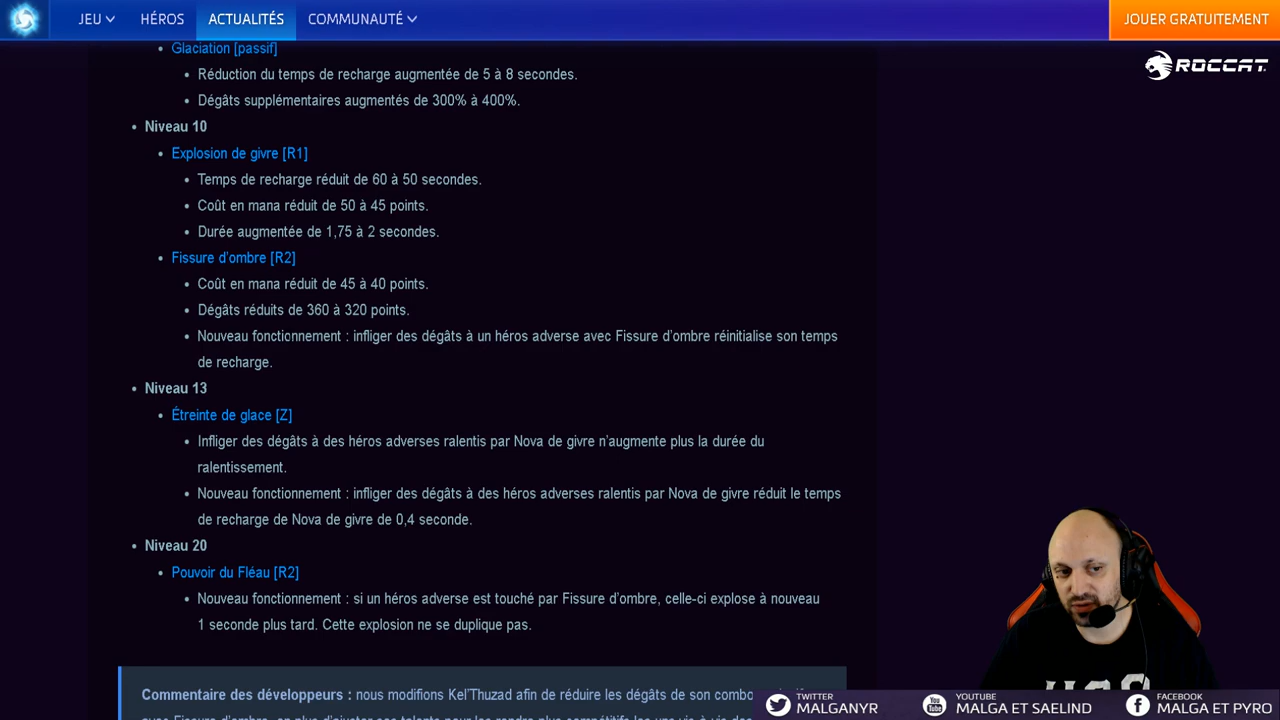 JEU HÉROS ACTUALITÉS COMMUNAUTÉ JOUER GRATUITEMENT
Glaciation [passif]
ROCCAT
Réduction du temps de recharge augmentée de 5 à 8 secondes.
Dégâts supplémentaires augmentés de 300% à 400%.
Niveau 10
Explosion de givre [R1]
Temps de recharge réduit de 60 à 50 secondes.
Coût en mana réduit de 50 à 45 points.
Durée augmentée de 1,75 à 2 secondes.
Fissure d'ombre [R2]
Coût en mana réduit de 45 à 40 points.
Dégâts réduits de 360 à 320 points.
Nouveau fonctionnement : infliger des dégâts à un héros adverse avec Fissure d'ombre réinitialise son temps
de recharge.
Niveau 13
Étreinte de glace [Z]
Infliger des dégâts à des héros adverses ralentis par Nova de givre n'augmente plus la durée du
ralentissement.
Nouveau fonctionnement : infliger des dégâts à des héros adverses ralentis par Nova de givre réduit le temps
de recharge de Nova de givre de 0,4 seconde.
Niveau 20
Pouvoir du Fléau [R2]
Nouveau fonctionnement : si un héros adverse est touché par Fissure d'ombre, celle-ci explose à nouveau
1 seconde plus tard. Cette explosion ne se duplique pas.
Commentaire des développeurs : nous modifions Kel'Thuzad afin de réduire les dégâts de son combo
TWITTER
MALGANYR
YOUTUBE
MALGA ET SAELIND
FACEBOOK
MALGA ET PYRO